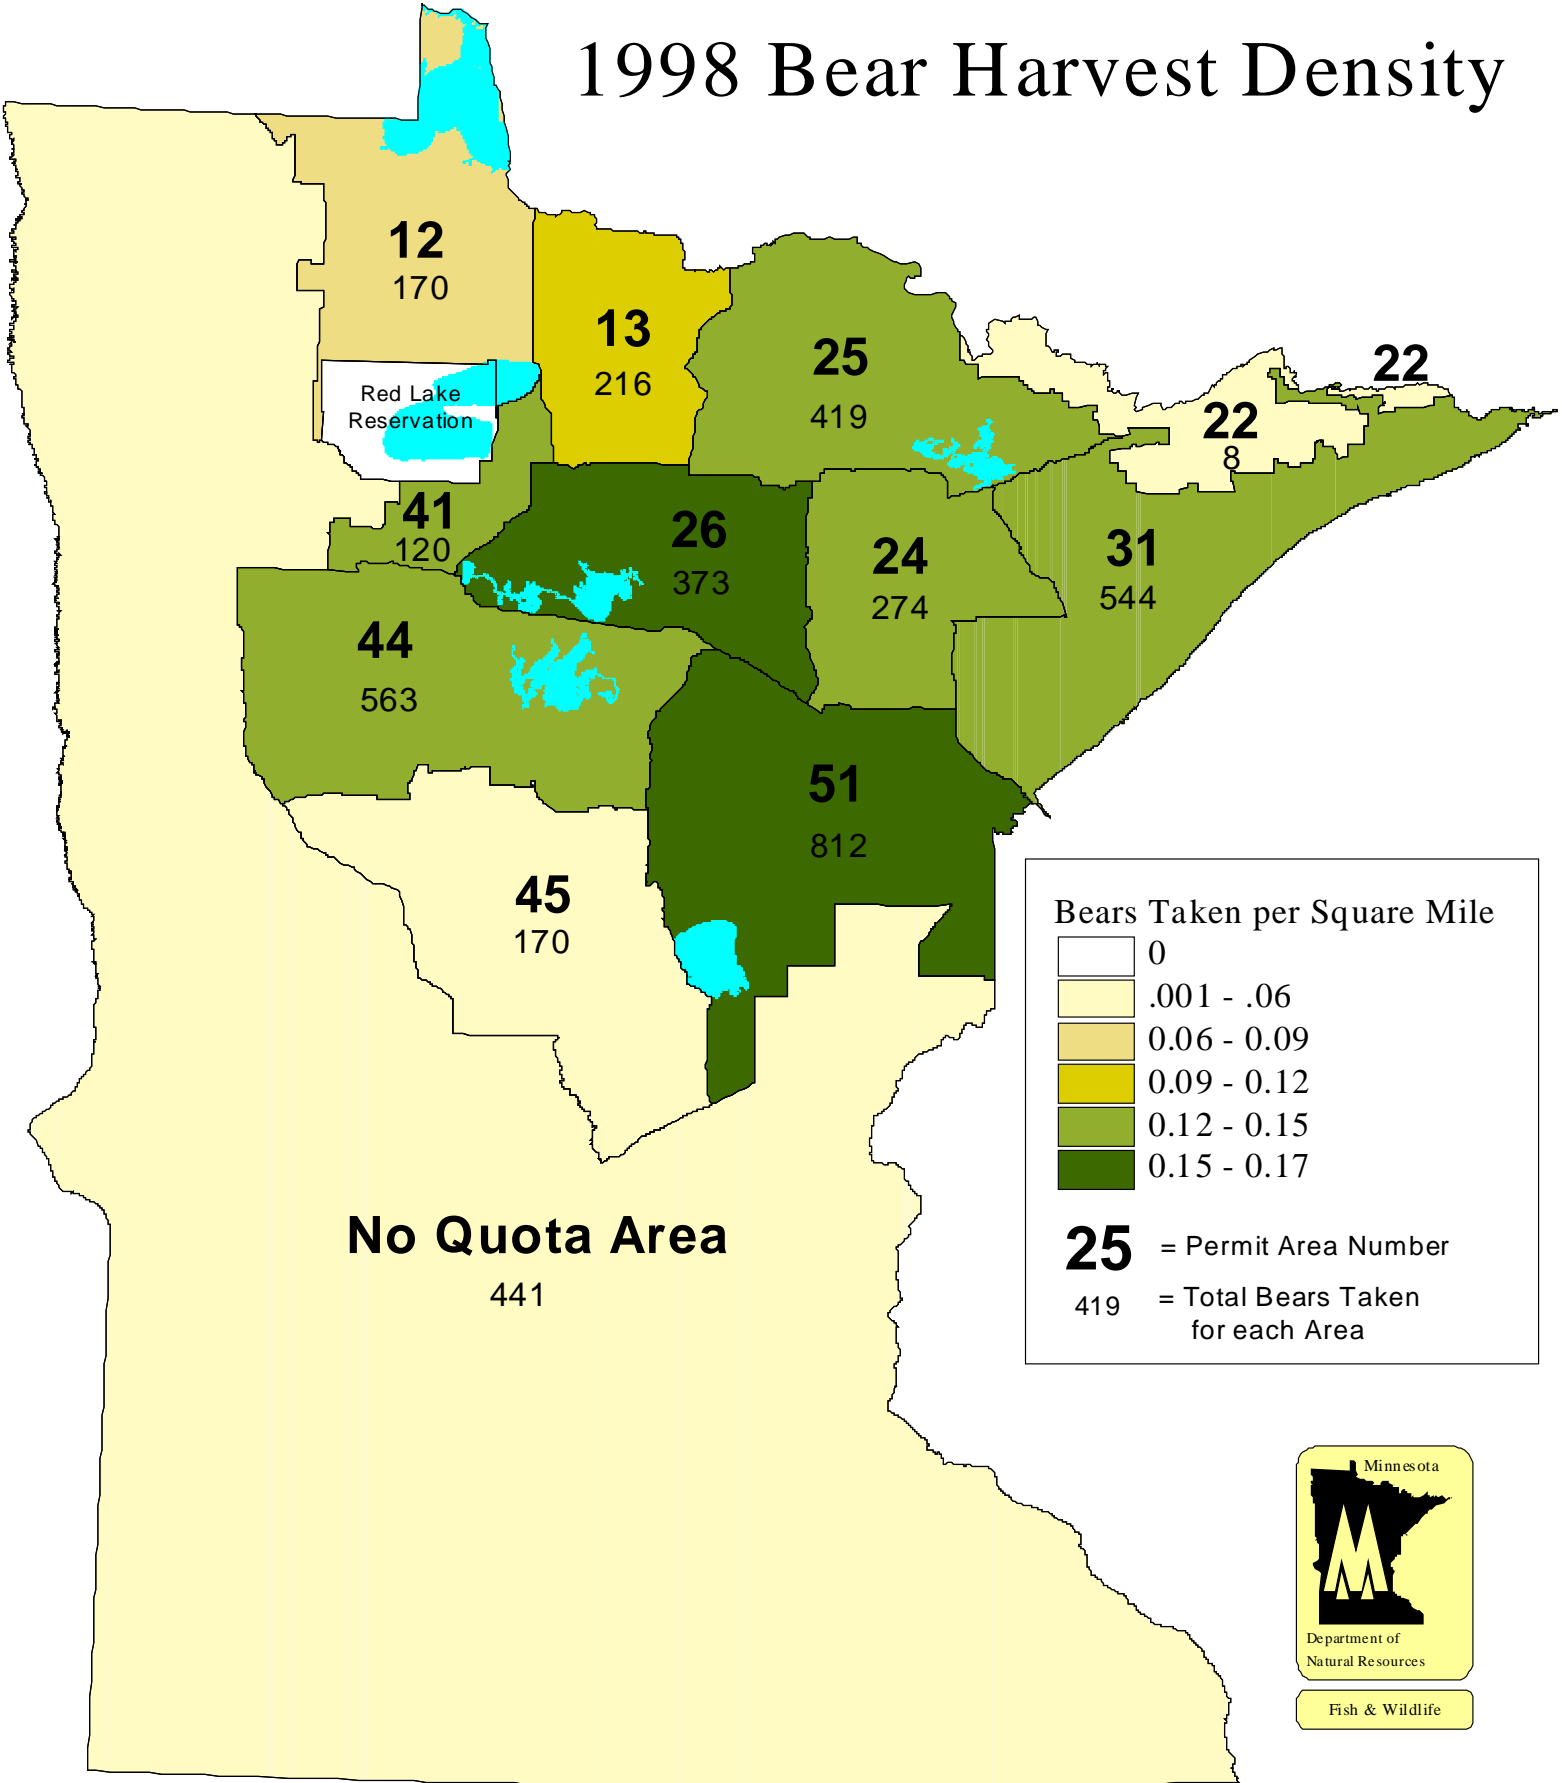 1998 Bear Harvest Density
12
170
13
216
25
419
22
22
8
Red Lake
Reservation
41
120
26
373
24
274
31
544
44
563
51
812
45
170
No Quota Area
441
Bears Taken per Square Mile
0
.001 - .06
0.06 - 0.09
0.09 - 0.12
0.12 - 0.15
0.15 - 0.17
25 = Permit Area Number
419 = Total Bears Taken
for each Area
Minnesota
Department of
Natural Resources
Fish & Wildlife